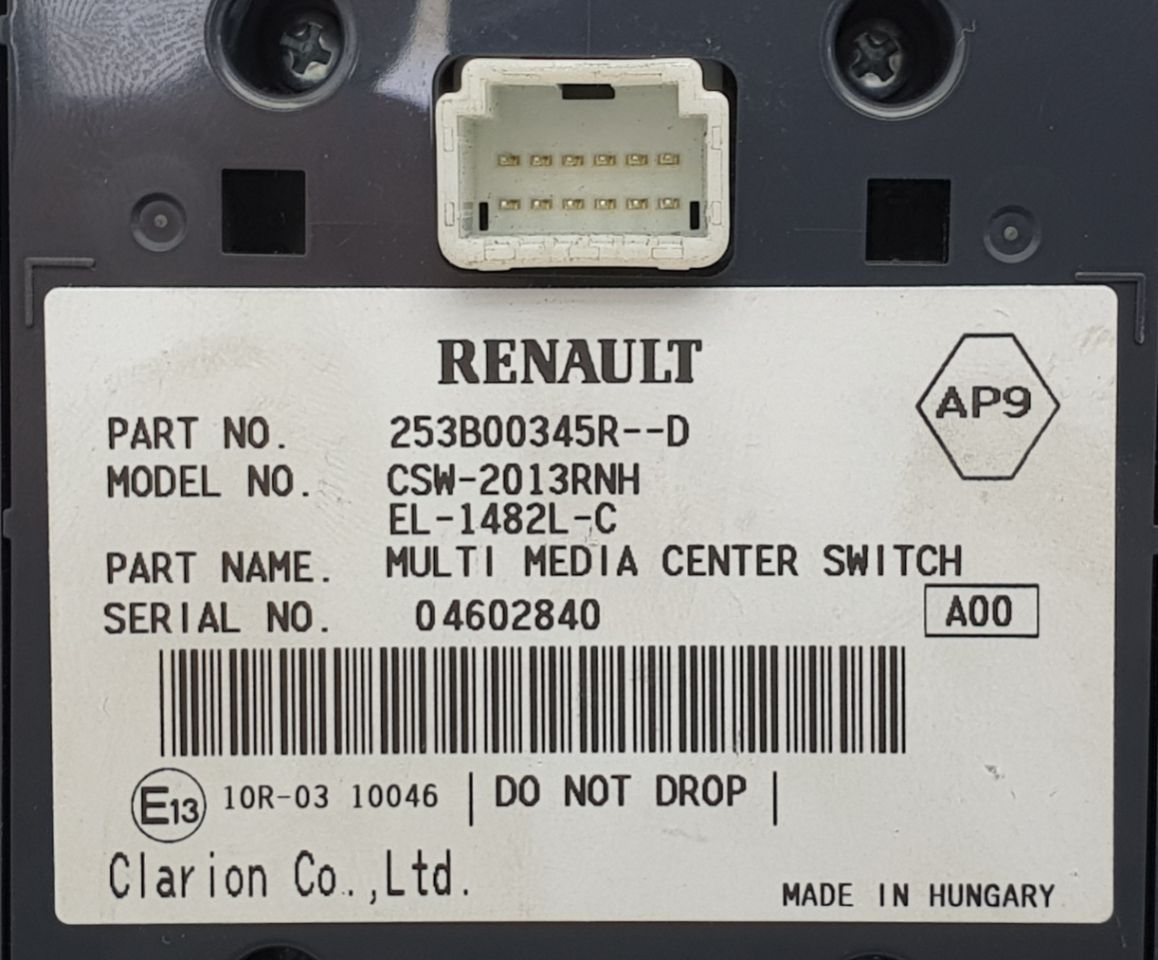 RENAULT
AP9
PART NO. 253B00345R--D
MODEL NO. CSW-2013RNH
EL-1482L-C
PART NAME. MULTI MEDIA CENTER SWITCH
SERIAL NO. 04602840
A00
E13 10R-03 10046 | DO NOT DROP |
Clarion Co.,Ltd.
MADE IN HUNGARY